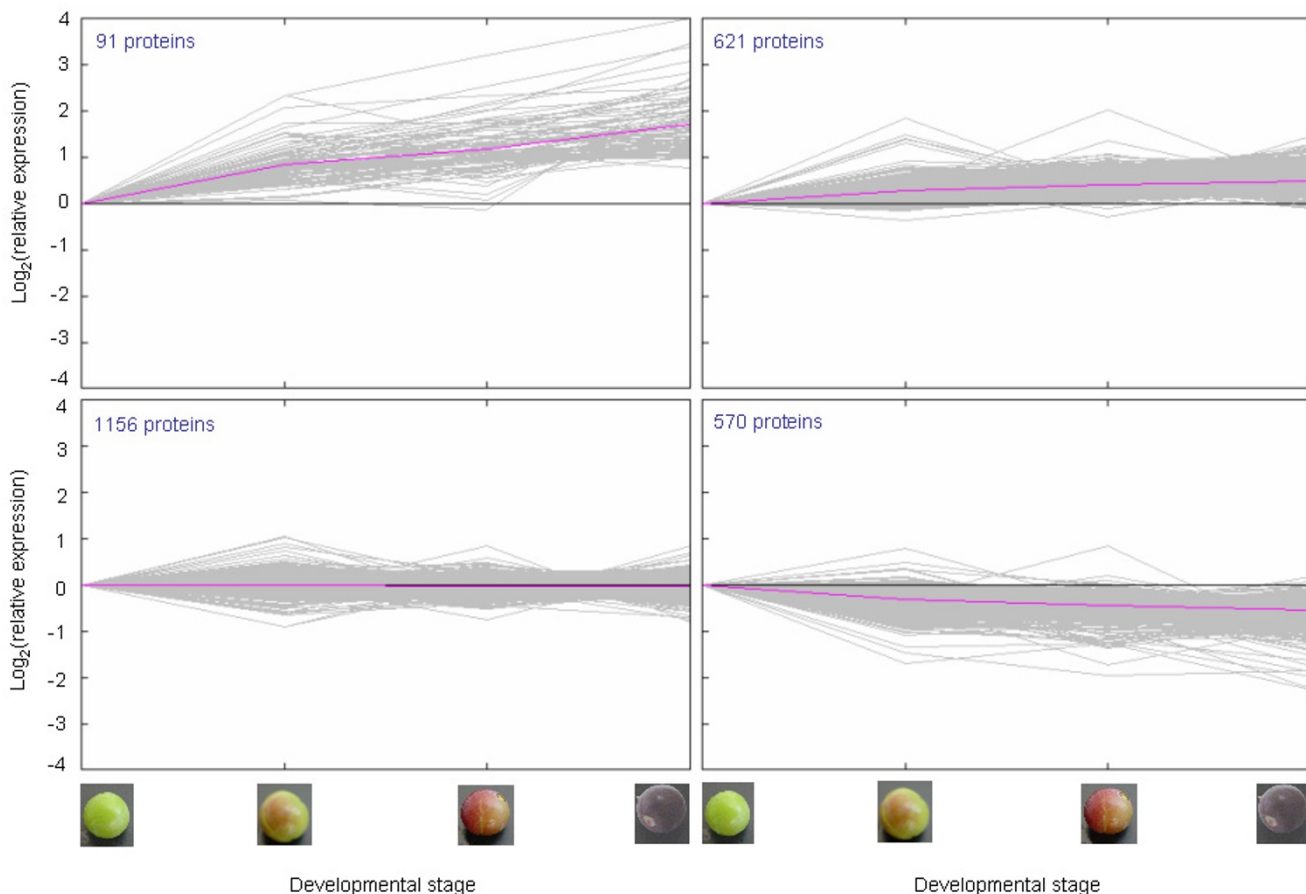 91 proteins
621 proteins
4
3
2
1
0
-1
-2
-3
-4
Log2(relative expression)
1156 proteins
570 proteins
4
3
2
1
0
-1
-2
-3
-4
Log2(relative expression)
Developmental stage
Developmental stage